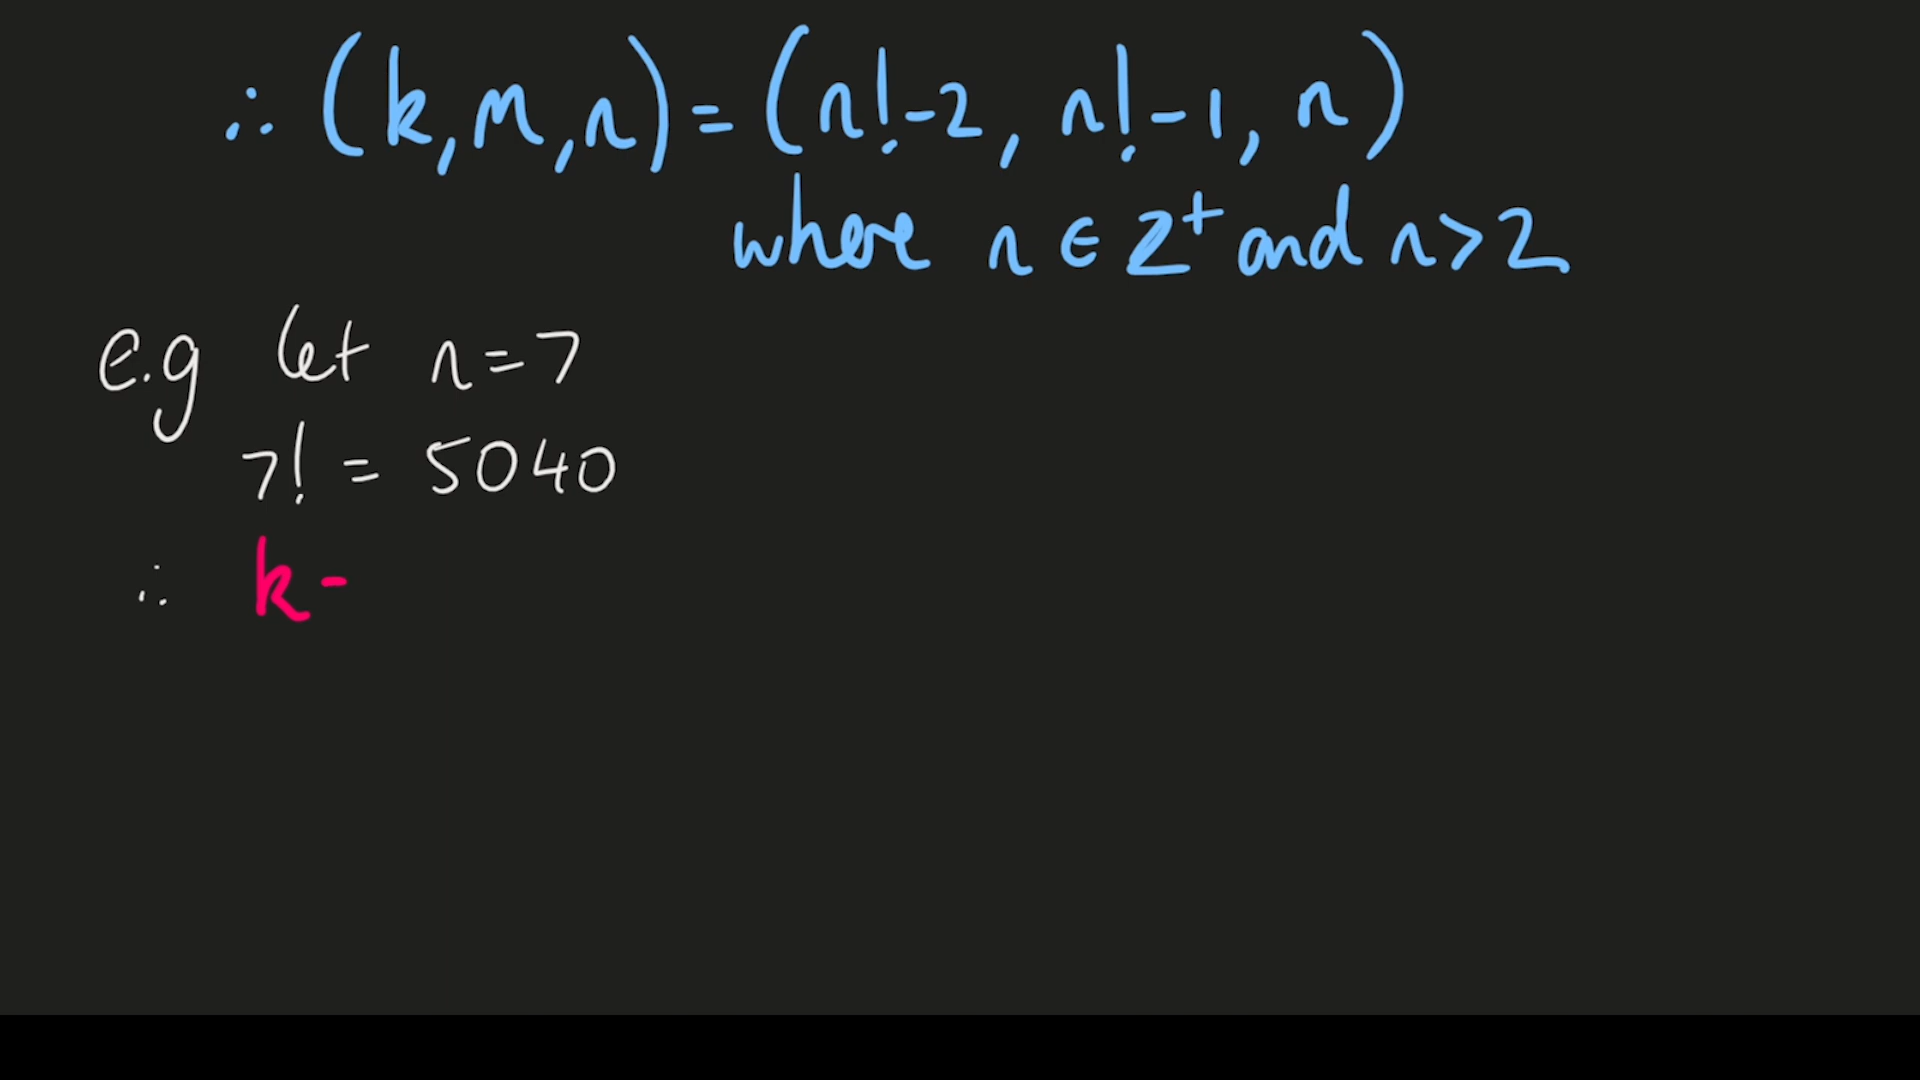 ∴ (k, m, n) = (n! - 2, n! - 1, n)
where n ∈ Z⁺ and n > 2
e.g let n = 7
7! = 5040
∴ k -